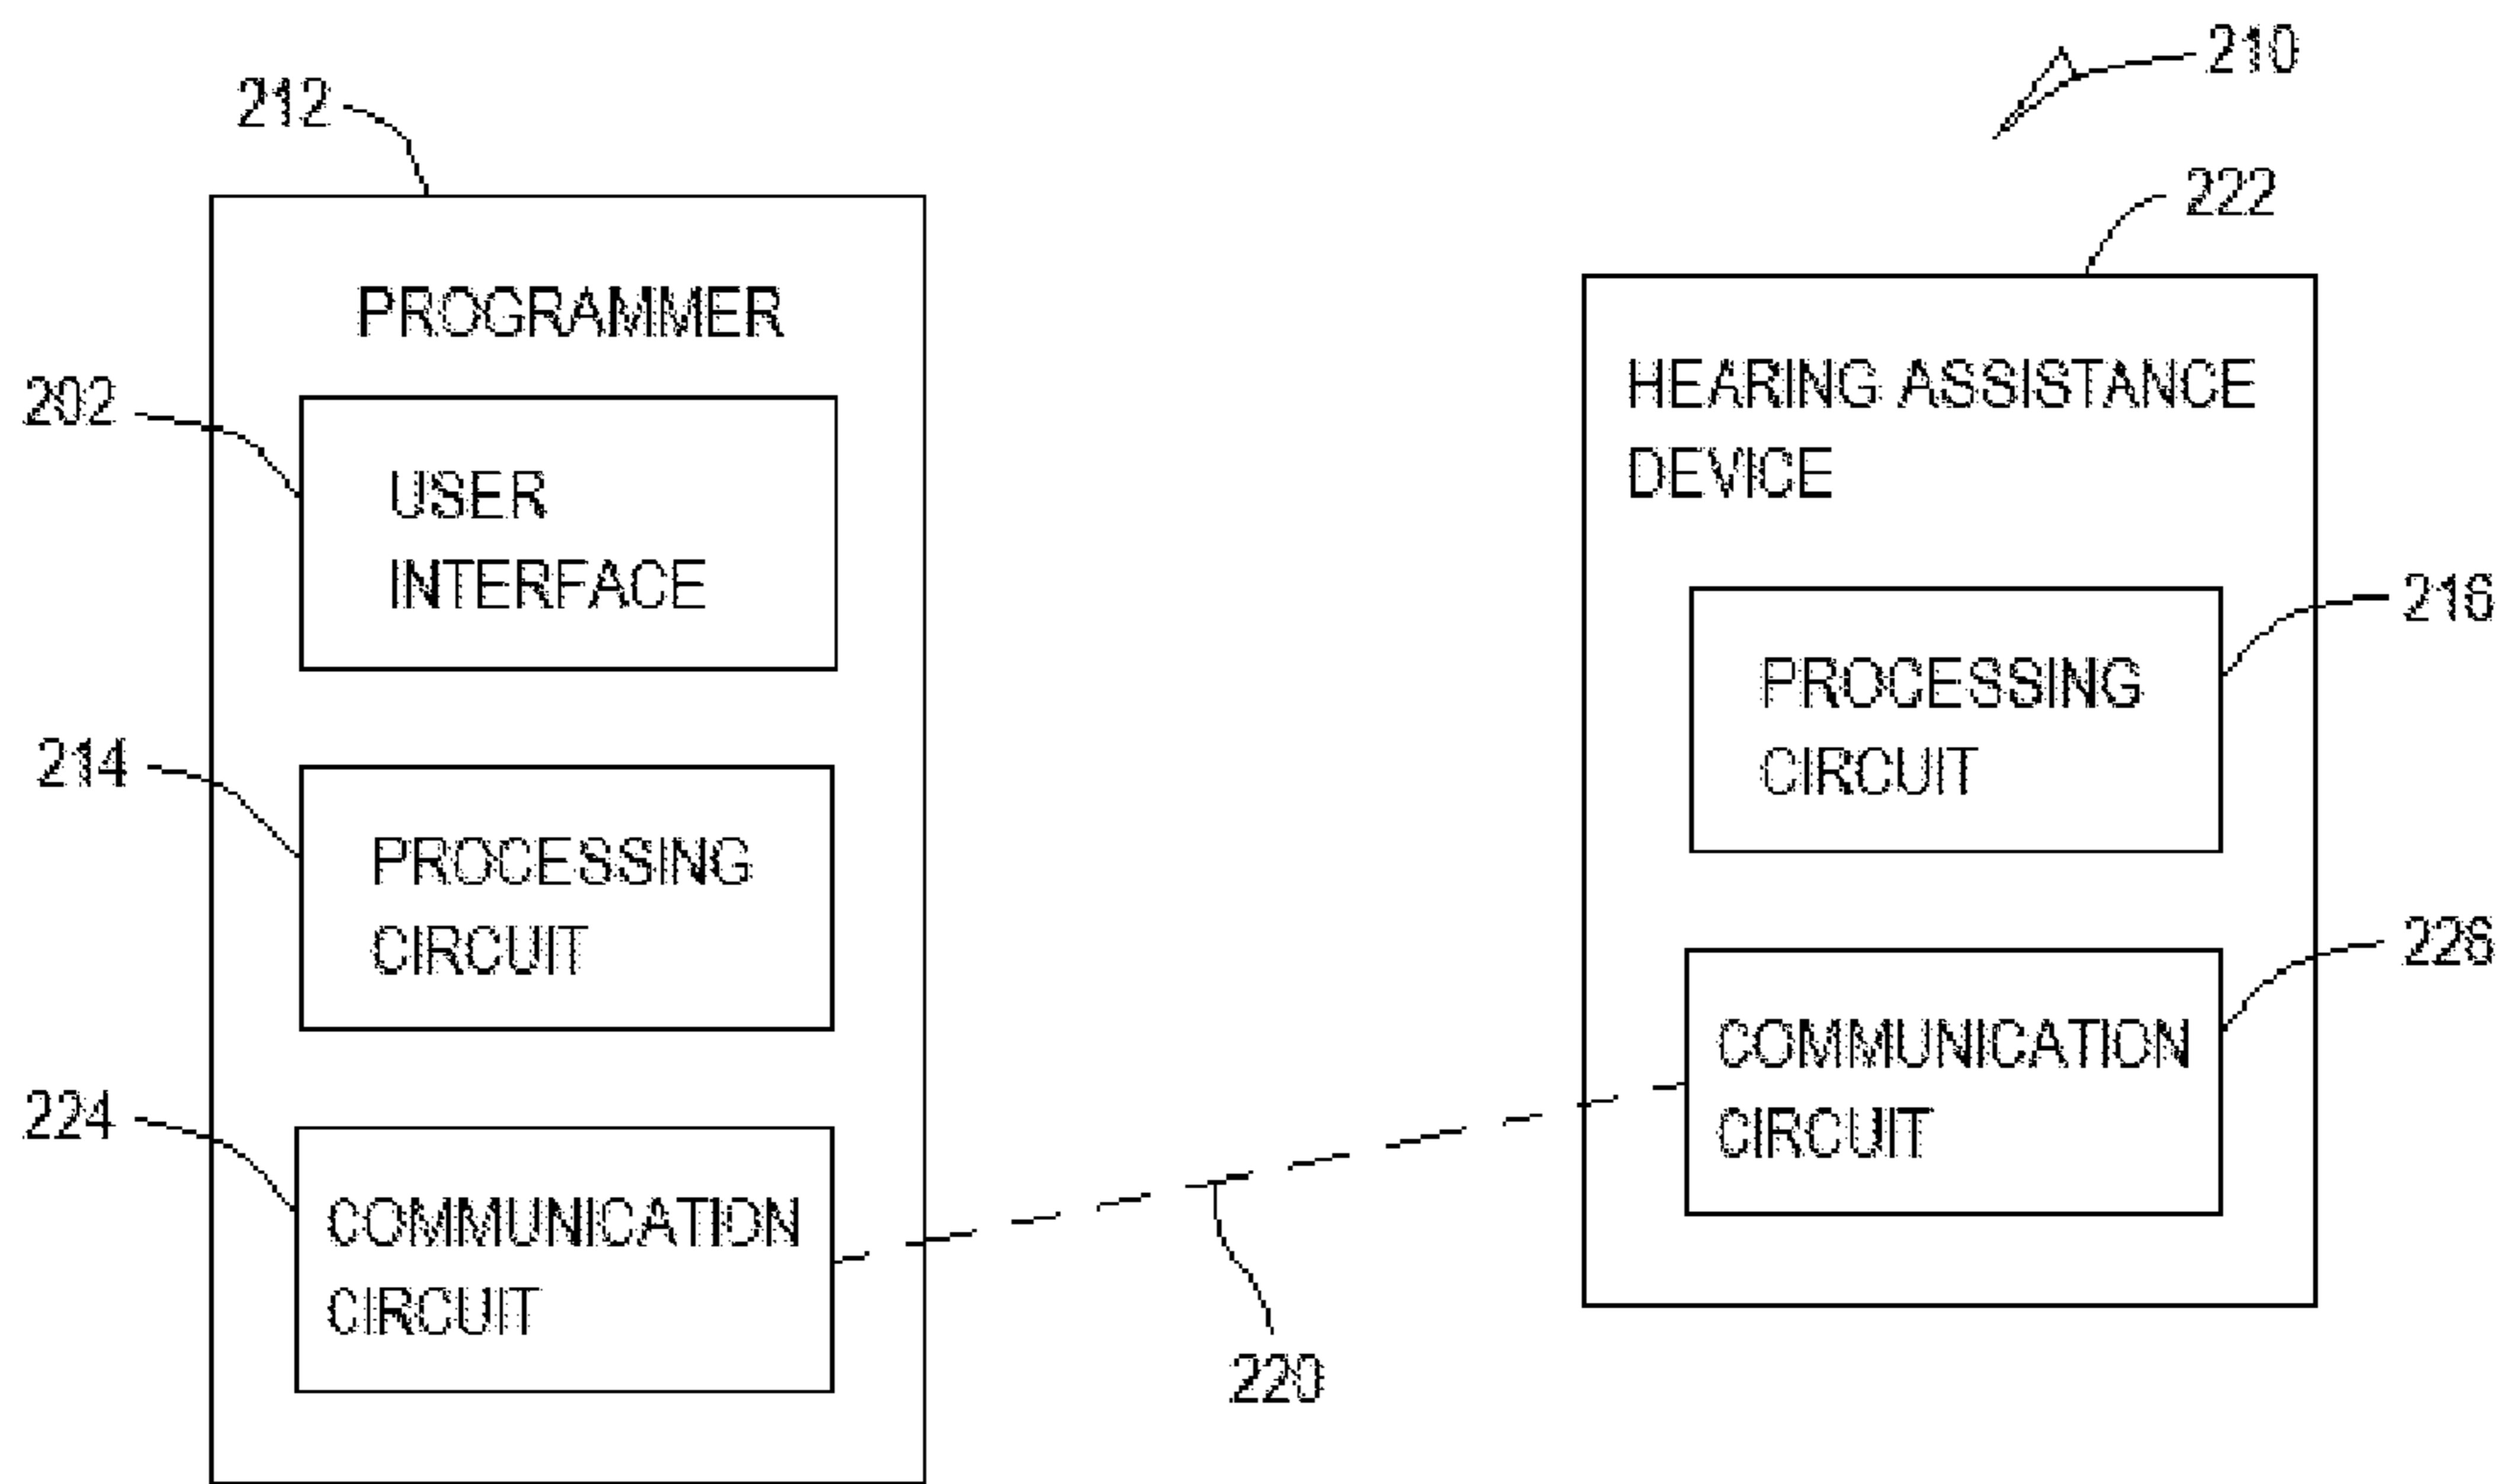 210
212
222
PROGRAMMER
HEARING ASSISTANCE
DEVICE
202
USER
INTERFACE
216
PROCESSING
CIRCUIT
214
PROCESSING
CIRCUIT
226
COMMUNICATION
CIRCUIT
224
COMMUNICATION
CIRCUIT
220